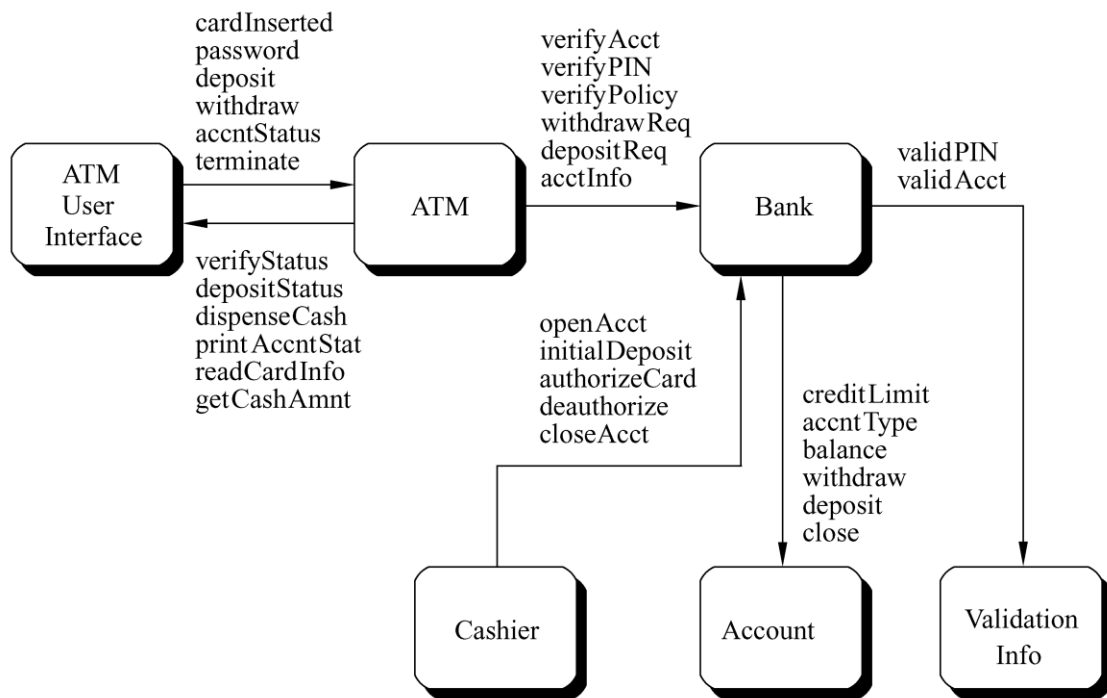 cardInserted
password
deposit
withdraw
accntStatus
terminate
ATM
User
Interface
verifyStatus
depositStatus
dispenseCash
printAccntStat
readCardInfo
getCashAmnt
ATM
verifyAcct
verifyPIN
verifyPolicy
withdrawReq
depositReq
acctInfo
Bank
validPIN
validAcct
openAcct
initialDeposit
authorizeCard
deauthorize
closeAcct
creditLimit
accntType
balance
withdraw
deposit
close
Cashier
Account
Validation
Info